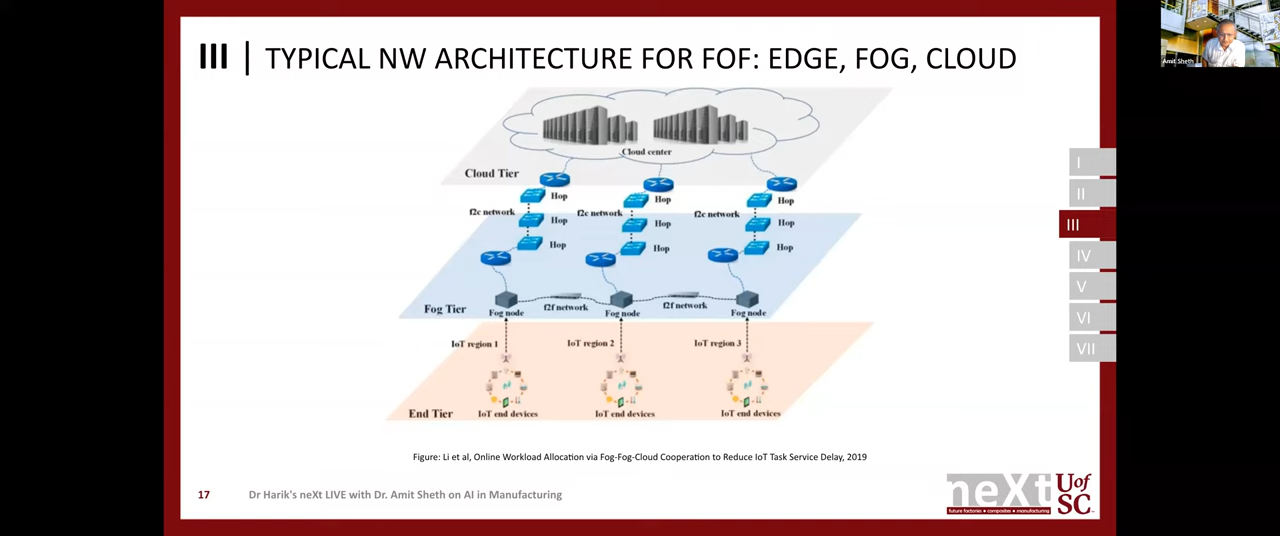 III | TYPICAL NW ARCHITECTURE FOR FOF: EDGE, FOG, CLOUD
Amit Sheth
Cloud center
Cloud Tier
Hop Hop Hop
f2c network f2c network f2c network
Hop Hop Hop
Hop Hop Hop
f2f network f2f network
Fog Tier Fog node Fog node Fog node
IoT region 1 IoT region 2 IoT region 3
End Tier IoT end devices IoT end devices IoT end devices
I
II
III
IV
V
VI
VII
Figure: Li et al, Online Workload Allocation via Fog-Fog-Cloud Cooperation to Reduce IoT Task Service Delay, 2019
17 Dr Harik's neXt LIVE with Dr. Amit Sheth on AI in Manufacturing
neXt
future factories • composites • manufacturing
UofSC